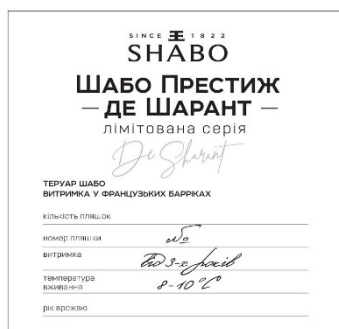 SINCE 1822
SHABO
ШАБО ПРЕСТИЖ
— ДЕ ШАРАНТ —
лімітована серія
De Sharant
ТЕРУАР ШАБО
ВИТРИМКА У ФРАНЦУЗЬКИХ БАРРІКАХ
кількість пляшок
номер пляшки №
витримка Від 3-х років
температура
вживання 8-10°C
рік врожаю